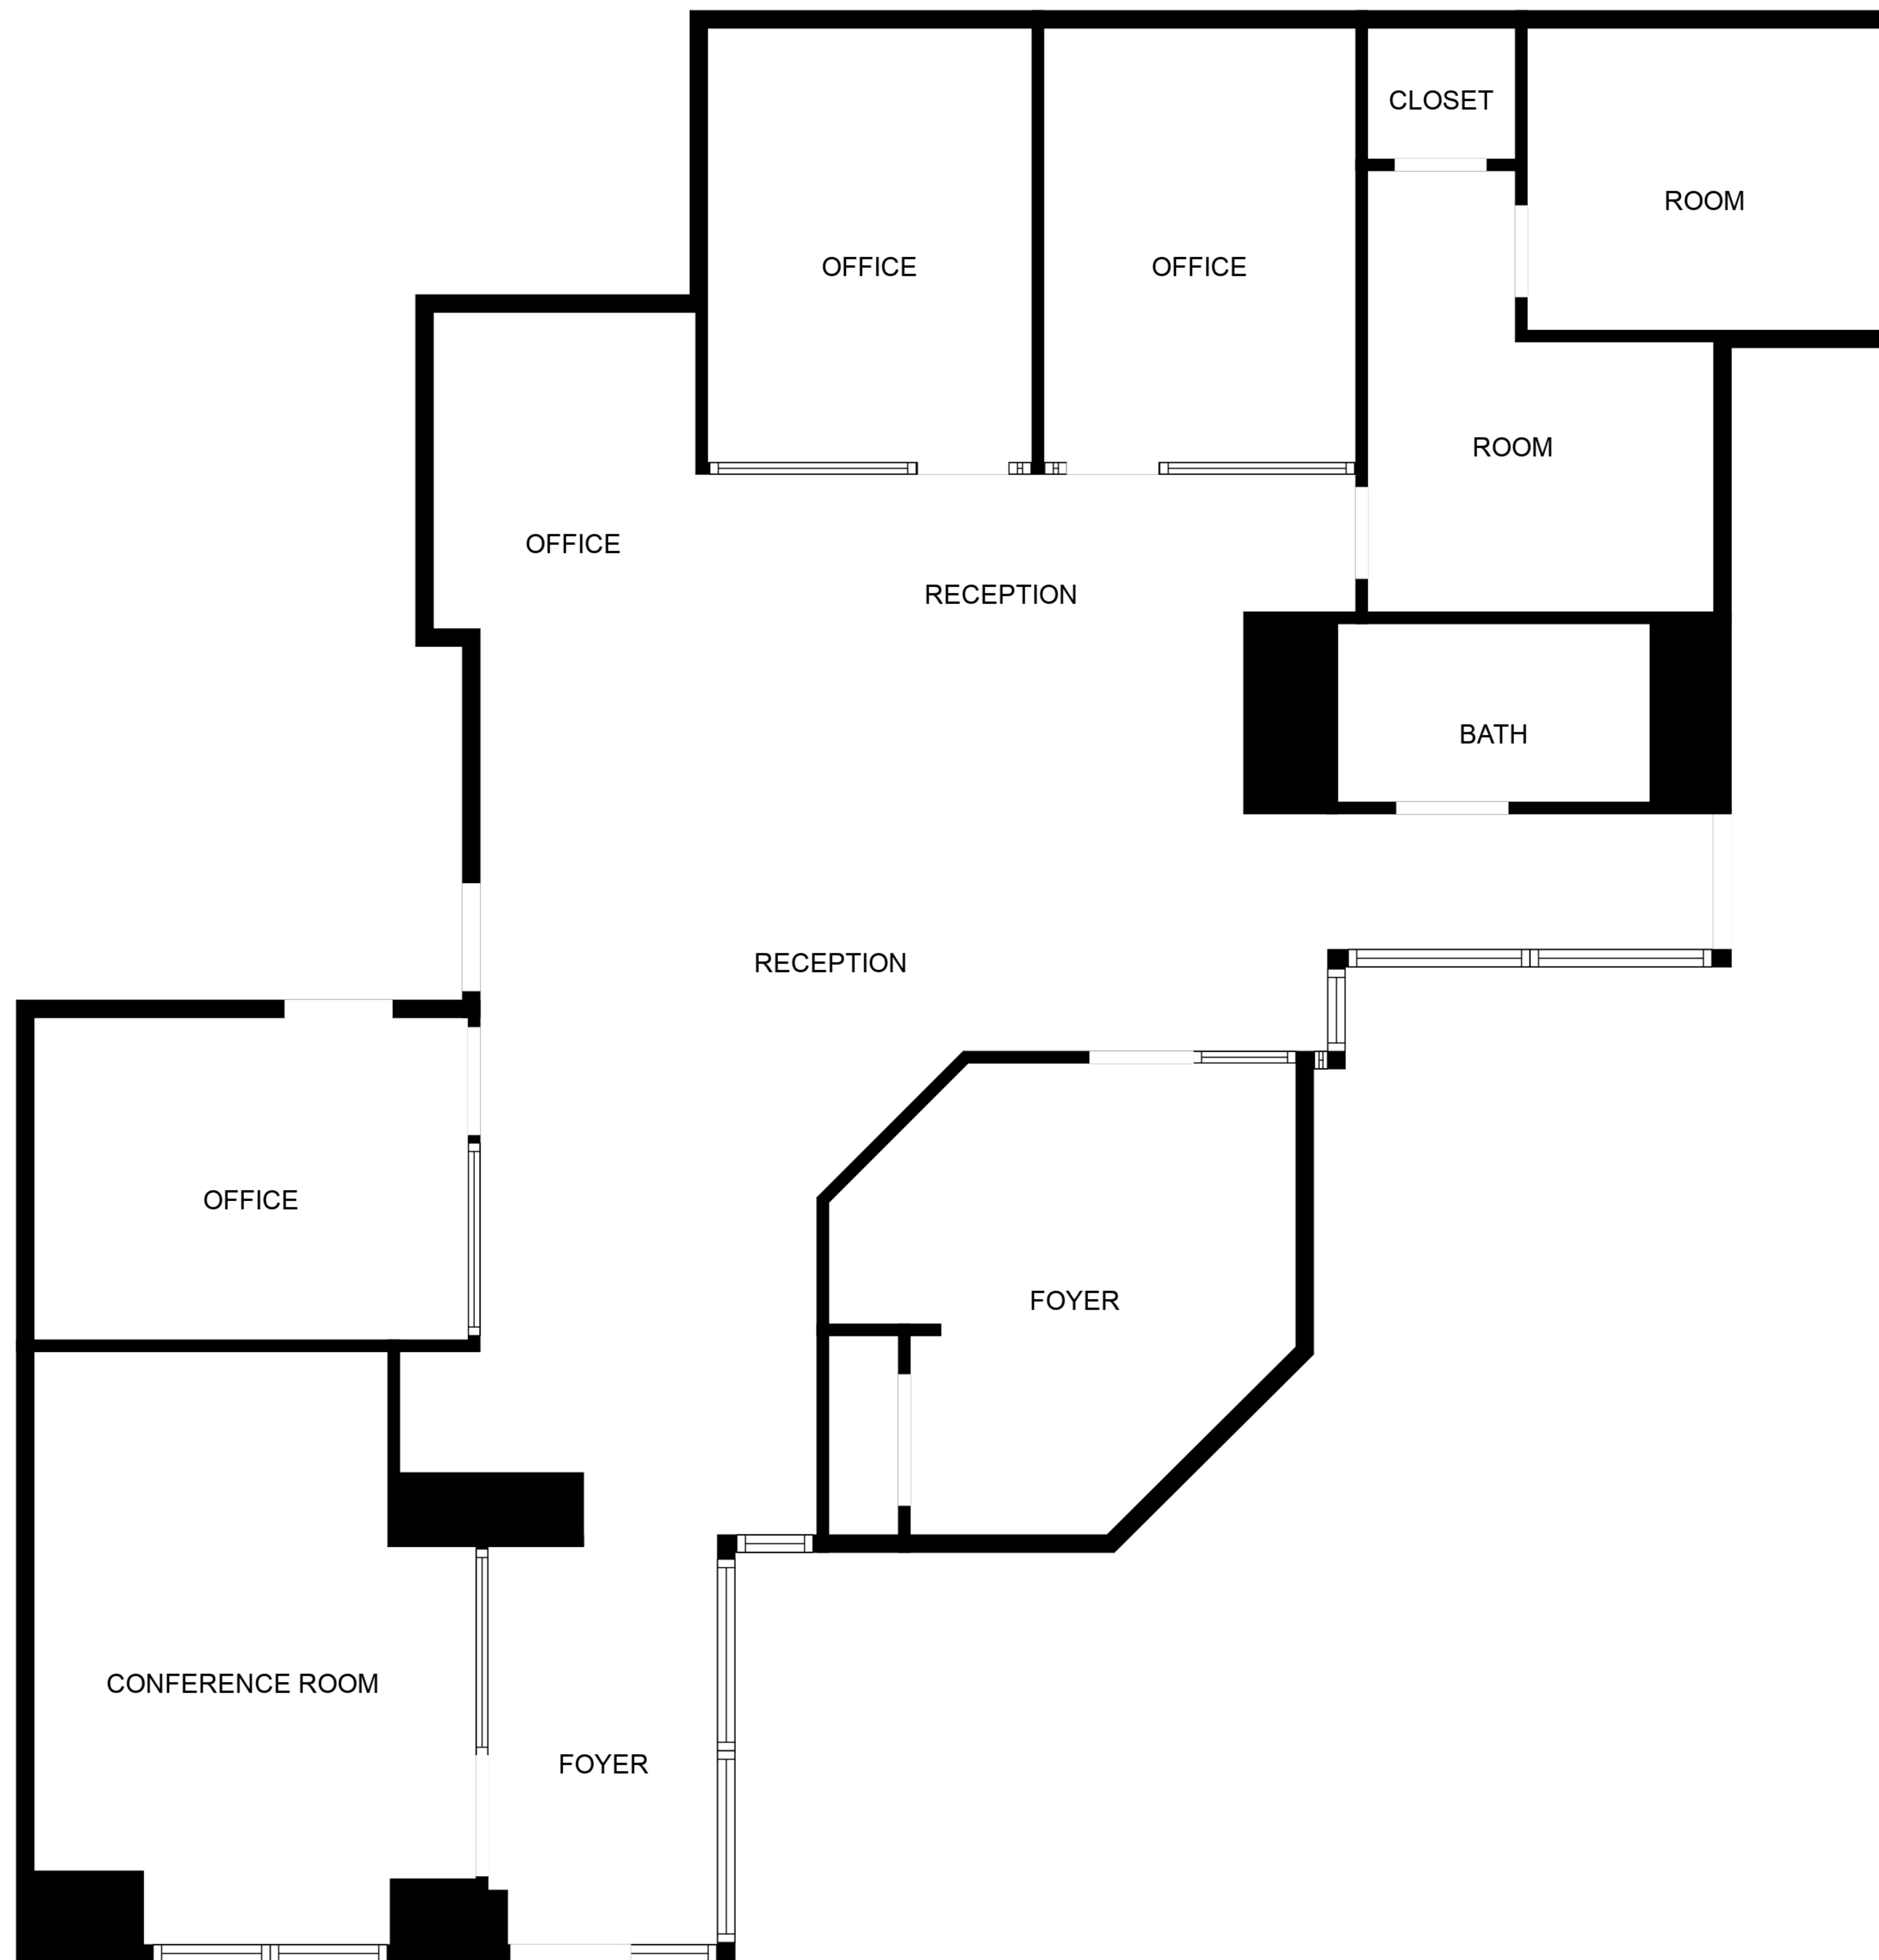 CLOSET
ROOM
OFFICE
OFFICE
ROOM
OFFICE
RECEPTION
BATH
RECEPTION
OFFICE
FOYER
CONFERENCE ROOM
FOYER